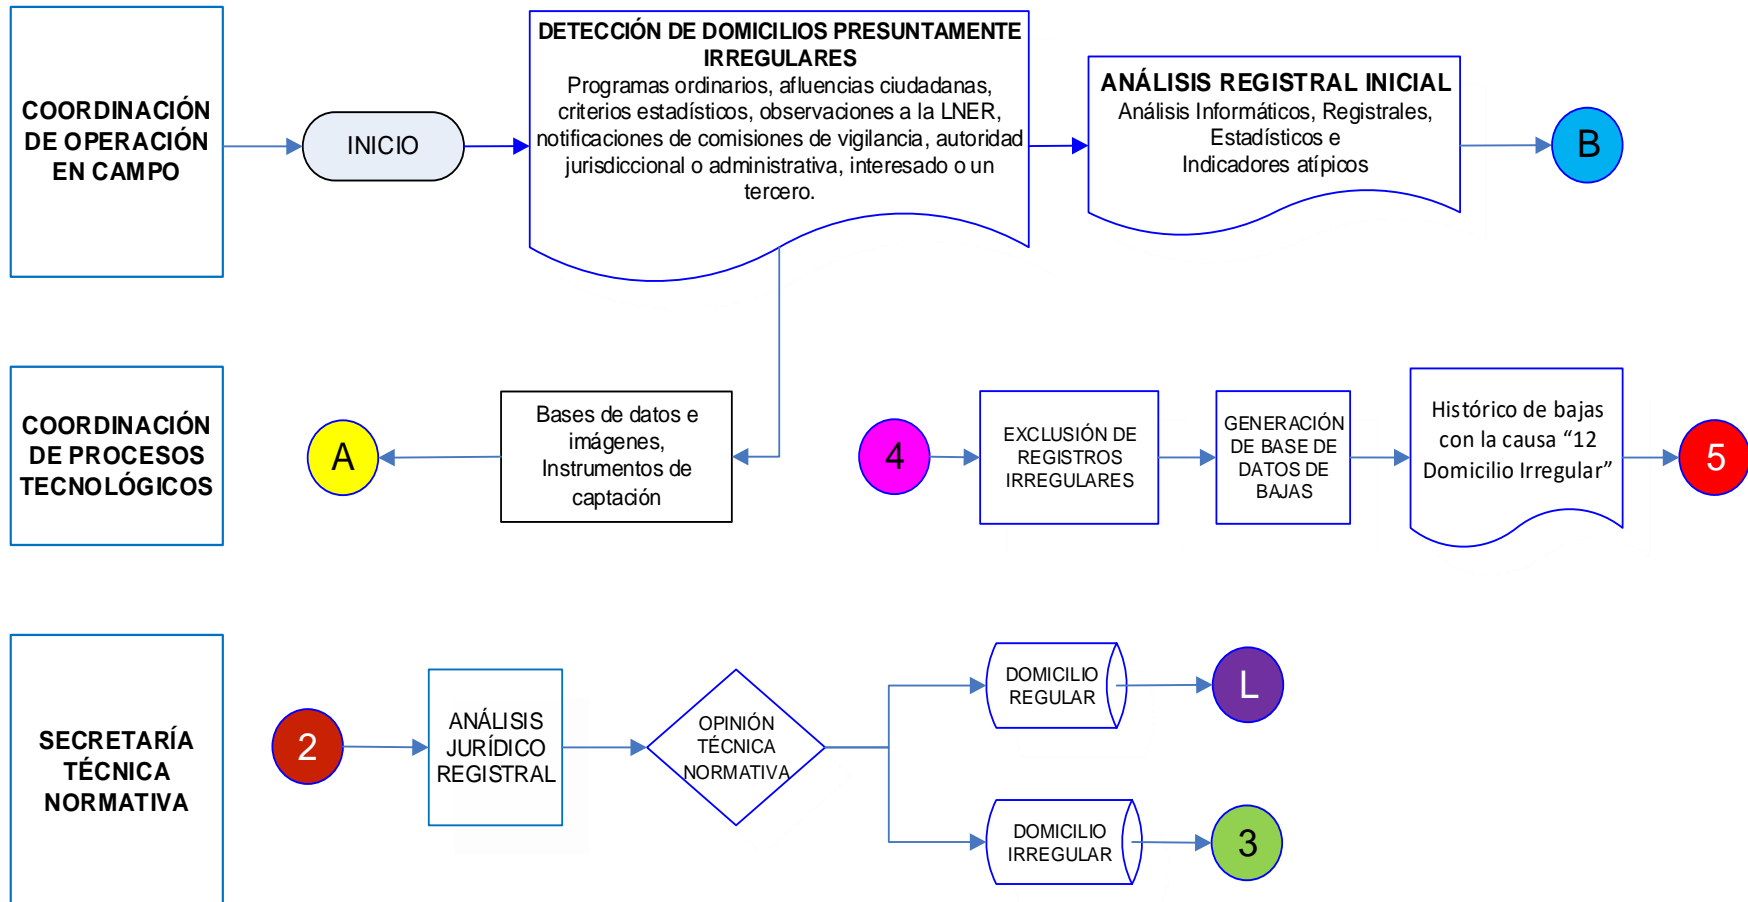 COORDINACIÓN
DE OPERACIÓN
EN CAMPO
INICIO
DETECCIÓN DE DOMICILIOS PRESUNTAMENTE
IRREGULARES
Programas ordinarios, afluencias ciudadanas,
criterios estadísticos, observaciones a la LNER,
notificaciones de comisiones de vigilancia, autoridad
jurisdiccional o administrativa, interesado o un
tercero.
ANÁLISIS REGISTRAL INICIAL
Análisis Informáticos, Registrales,
Estadísticos e
Indicadores atípicos
B
COORDINACIÓN
DE PROCESOS
TECNOLÓGICOS
A
Bases de datos e
imágenes,
Instrumentos de
captación
4
EXCLUSIÓN DE
REGISTROS
IRREGULARES
GENERACIÓN
DE BASE DE
DATOS DE
BAJAS
Histórico de bajas
con la causa “12
Domicilio Irregular”
5
SECRETARÍA
TÉCNICA
NORMATIVA
2
ANÁLISIS
JURÍDICO
REGISTRAL
OPINIÓN
TÉCNICA
NORMATIVA
DOMICILIO
REGULAR
L
DOMICILIO
IRREGULAR
3